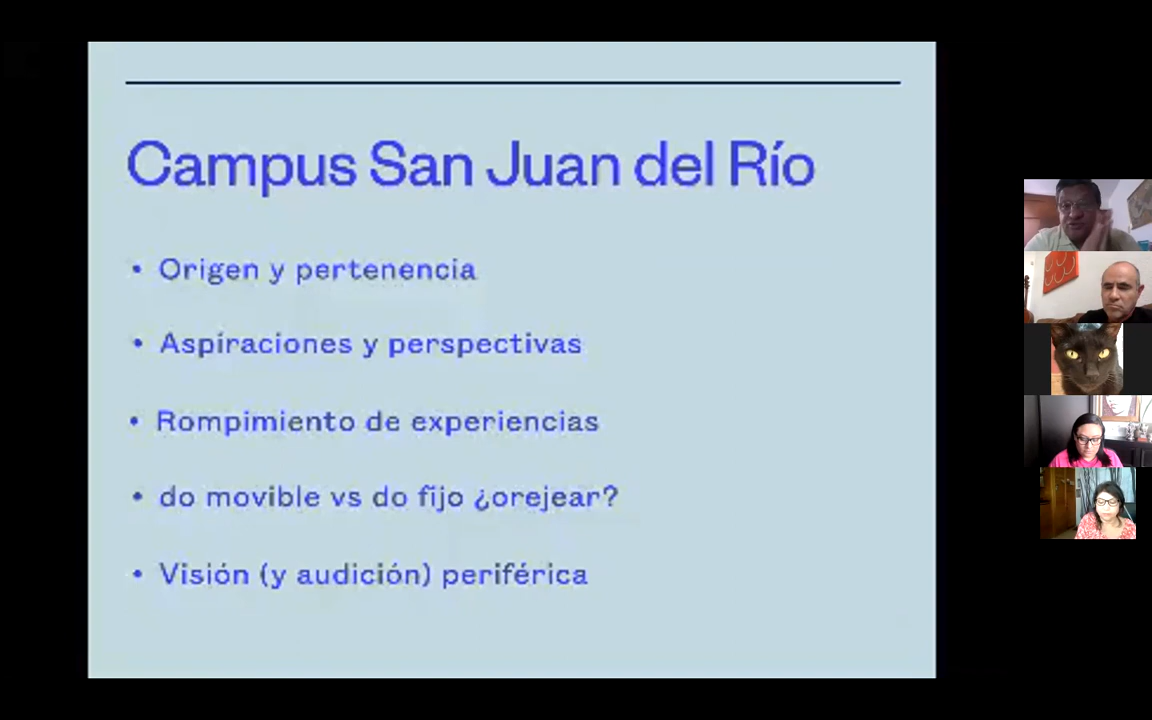 Campus San Juan del Río
• Origen y pertenencia
• Aspiraciones y perspectivas
• Rompimiento de experiencias
• do movible vs do fijo ¿orejear?
• Visión (y audición) periférica